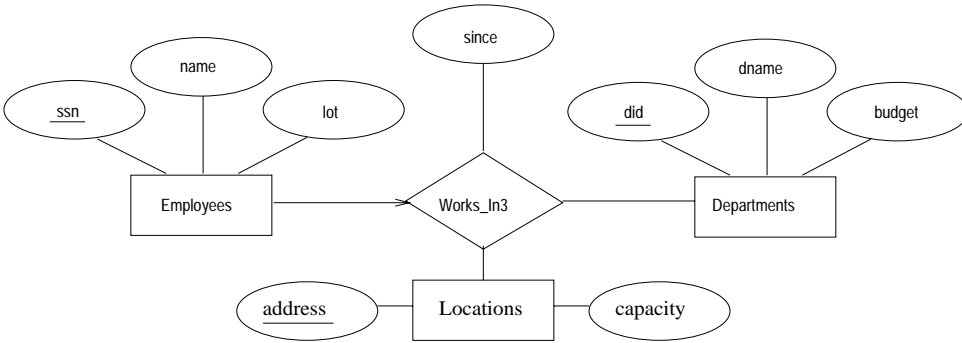 since
name
dname
ssn
lot
did
budget
Employees
Works_In3
Departments
address
Locations
capacity